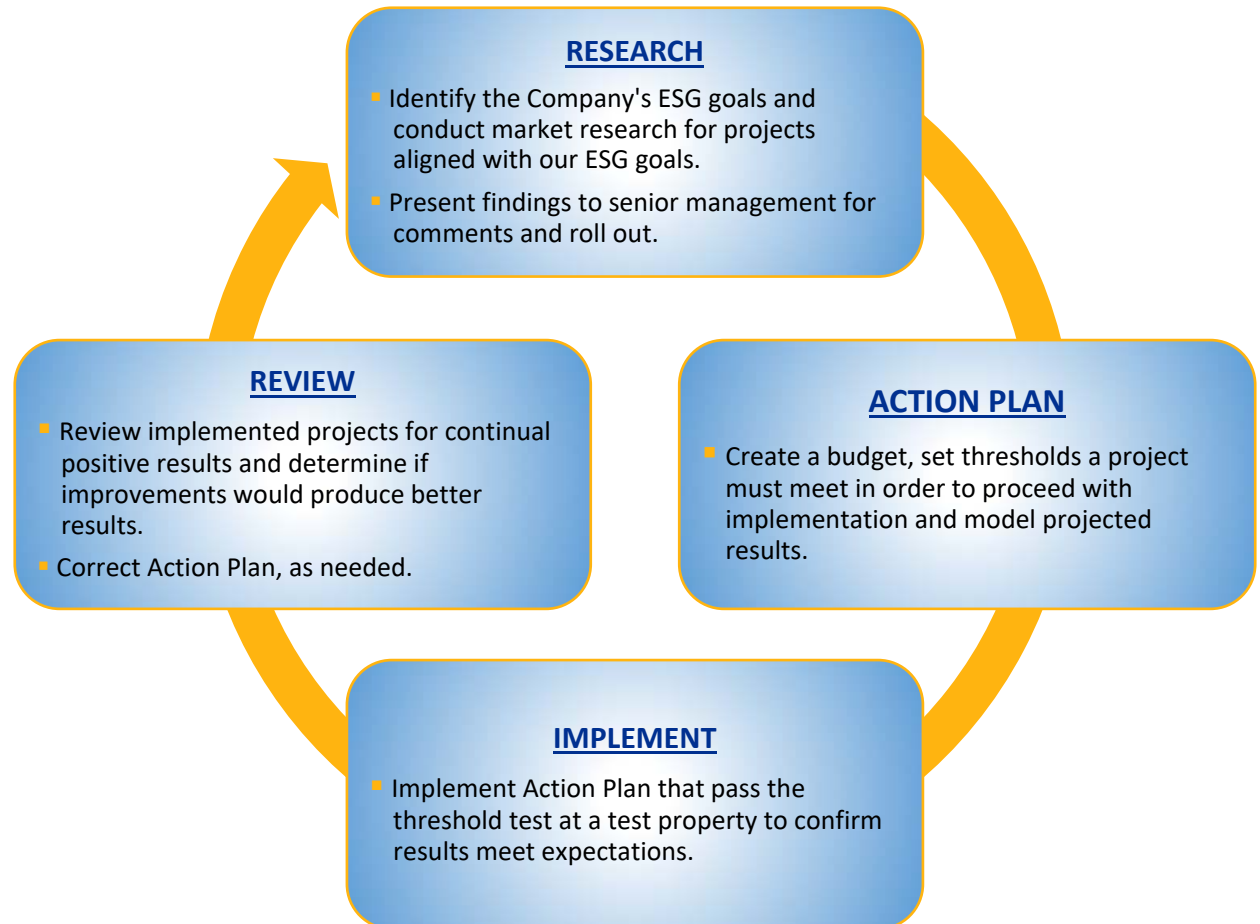 RESEARCH
▪ Identify the Company's ESG goals and
conduct market research for projects
aligned with our ESG goals.
▪ Present findings to senior management for
comments and roll out.
ACTION PLAN
▪ Create a budget, set thresholds a project
must meet in order to proceed with
implementation and model projected
results.
IMPLEMENT
▪ Implement Action Plan that pass the
threshold test at a test property to confirm
results meet expectations.
REVIEW
▪ Review implemented projects for continual
positive results and determine if
improvements would produce better
results.
▪ Correct Action Plan, as needed.